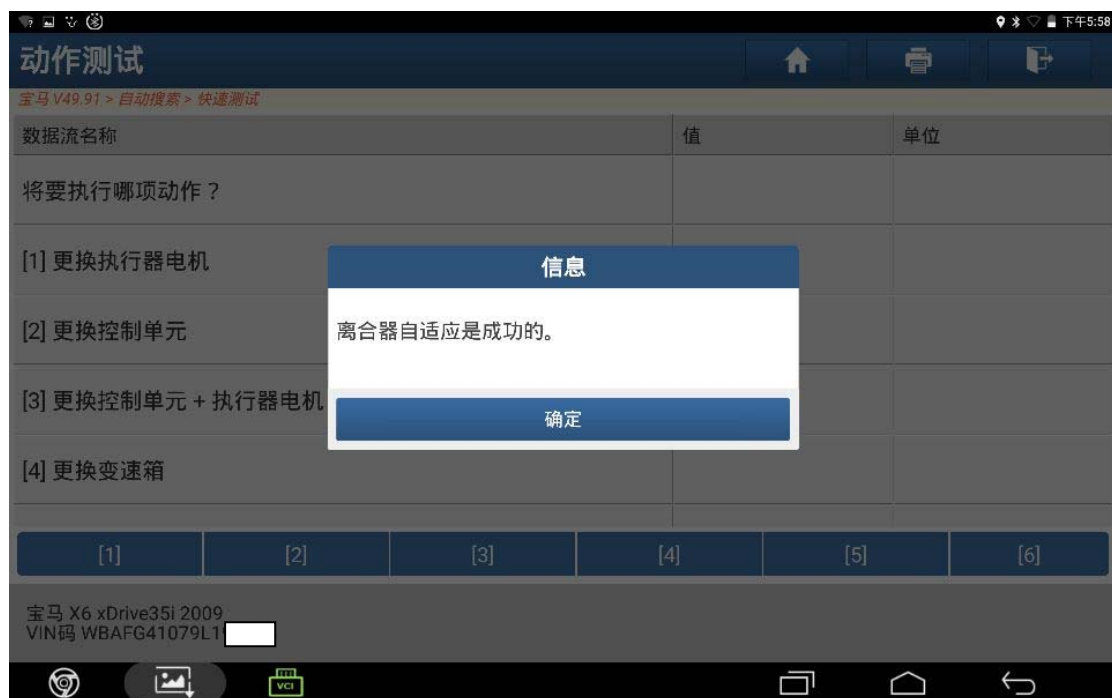 下午5:58
动作测试
宝马 V49.91 > 自动搜索 > 快速测试
数据流名称 值 单位
将要执行哪项动作？
[1] 更换执行器电机
信息
[2] 更换控制单元
离合器自适应是成功的。
[3] 更换控制单元 + 执行器电机
确定
[4] 更换变速箱
[1] [2] [3] [4] [5] [6]
宝马 X6 xDrive35i 2009
VIN码 WBAFG41079L1
VCI